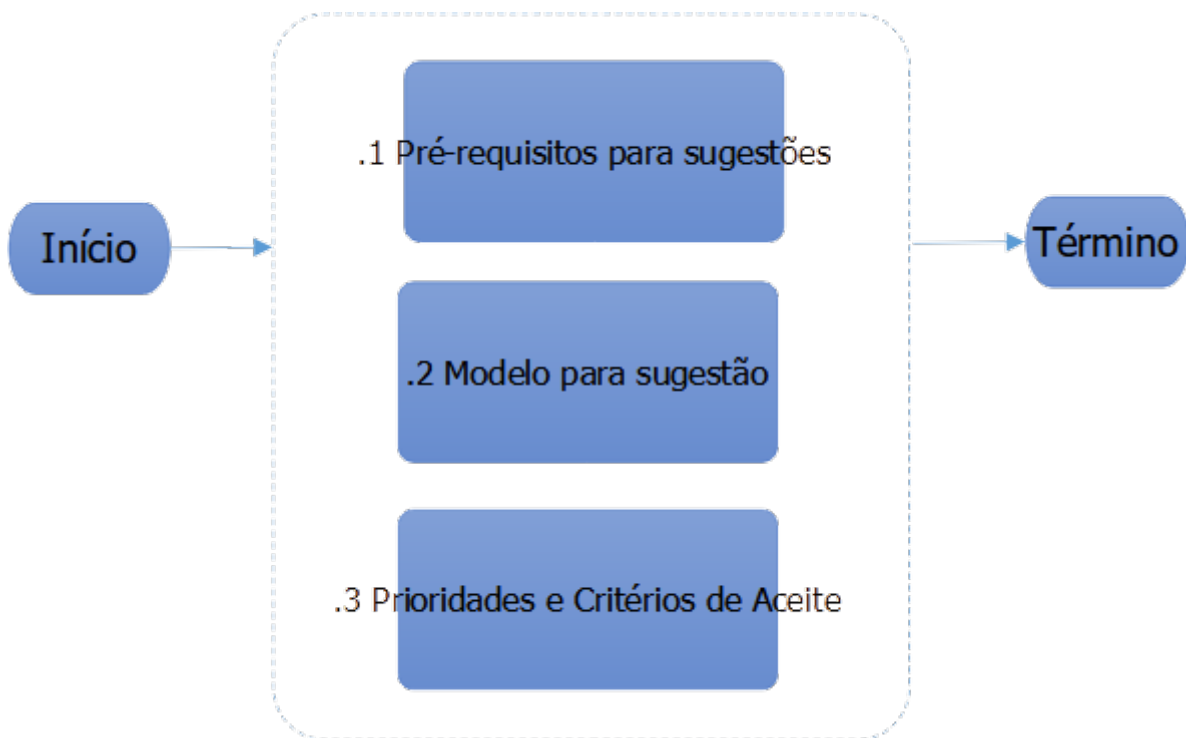 Início
.1 Pré-requisitos para sugestões
.2 Modelo para sugestão
.3 Prioridades e Critérios de Aceite
Término